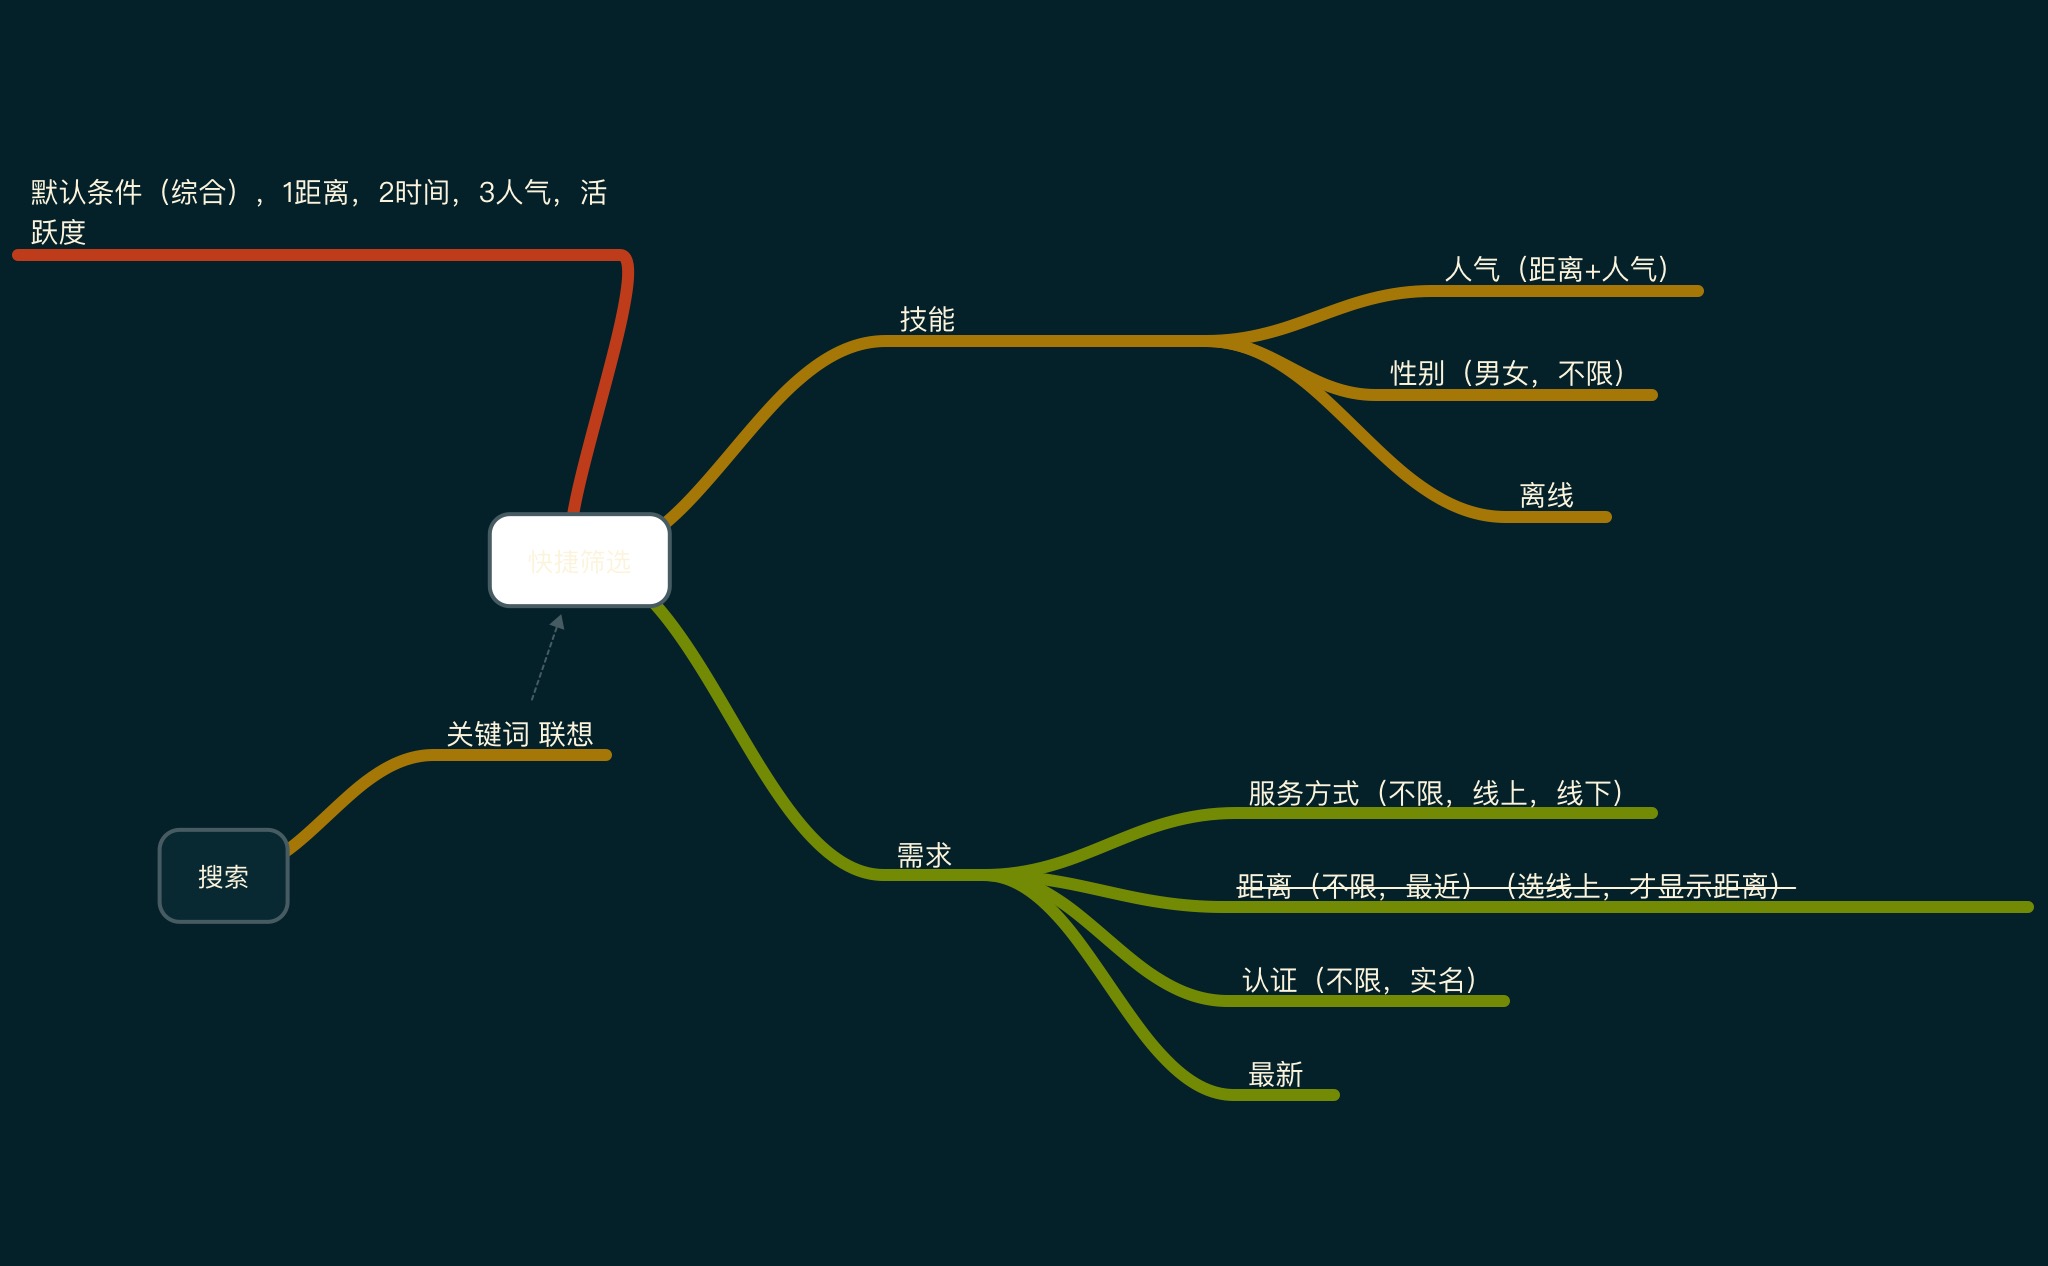 默认条件（综合），1距离，2时间，3人气，活
跃度
人气（距离+人气）
技能
性别（男女，不限）
离线
快捷筛选
关键词 联想
服务方式（不限，线上，线下）
需求
距离（不限，最近）（选线上，才显示距离）
搜索
认证（不限，实名）
最新